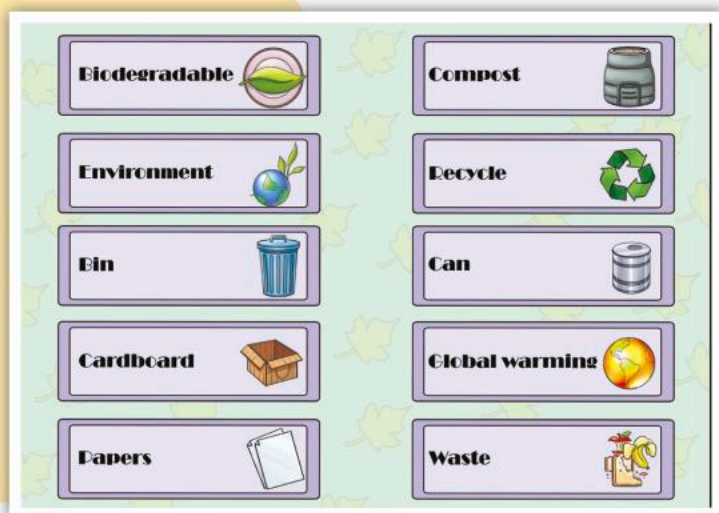 Biodegradable
Compost
Environment
Recycle
Bin
Can
Cardboard
Global warming
Papers
Waste